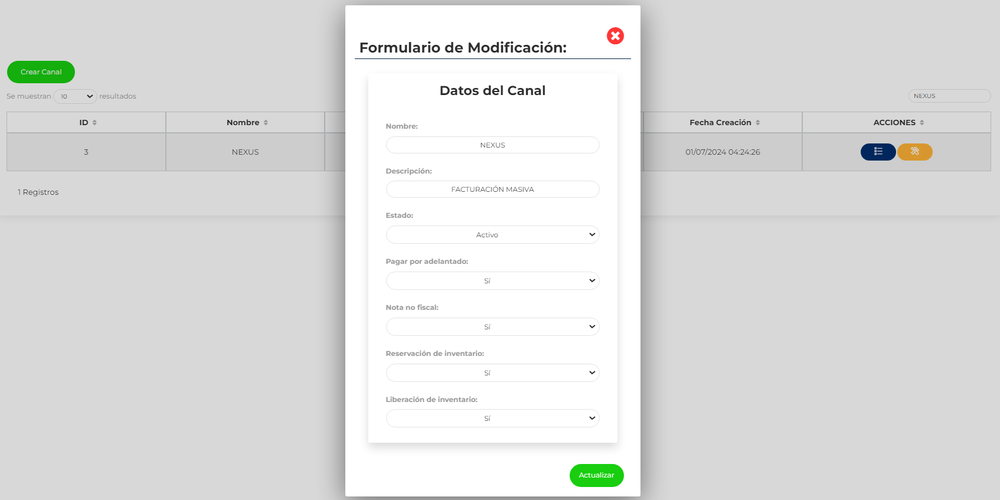 Formulario de Modificación:
Crear Canal
Se muestran 10 resultados
NEXUS
ID Nombre Fecha Creación ACCIONES
3 NEXUS 01/07/2024 04:24:26
1 Registros
Datos del Canal
Nombre:
NEXUS
Descripción:
FACTURACIÓN MASIVA
Estado:
Activo
Pagar por adelantado:
Sí
Nota no fiscal:
Sí
Reservación de inventario:
Sí
Liberación de inventario:
Sí
Actualizar